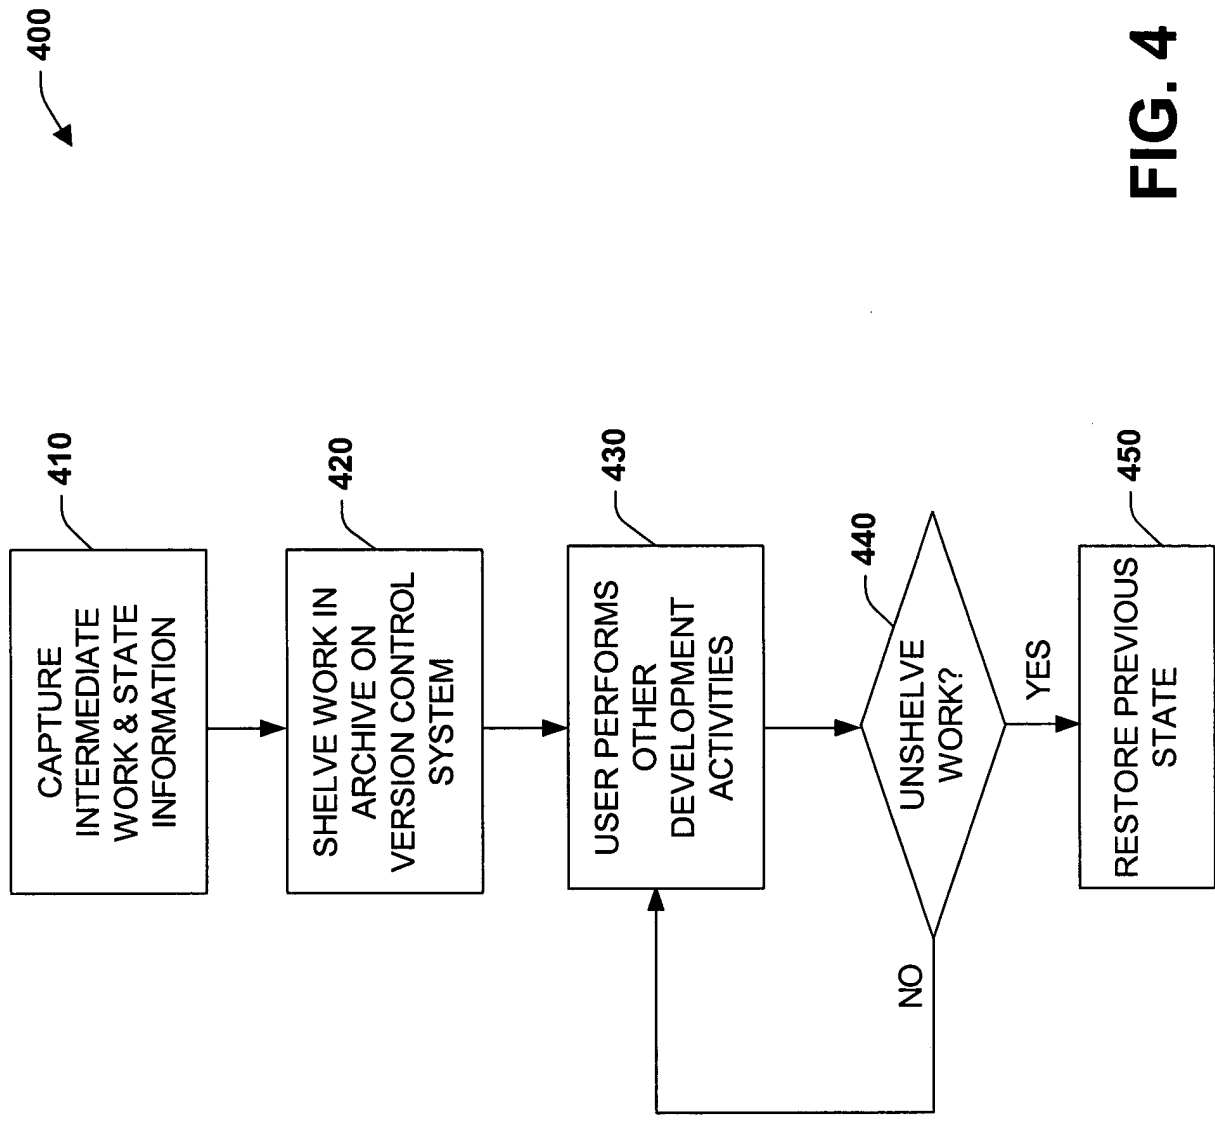 400
410
CAPTURE
INTERMEDIATE
WORK & STATE
INFORMATION
420
SHELVE WORK IN
ARCHIVE ON
VERSION CONTROL
SYSTEM
430
USER PERFORMS
OTHER
DEVELOPMENT
ACTIVITIES
440
UNSHELVE
WORK?
NO
YES
450
RESTORE PREVIOUS
STATE
FIG. 4